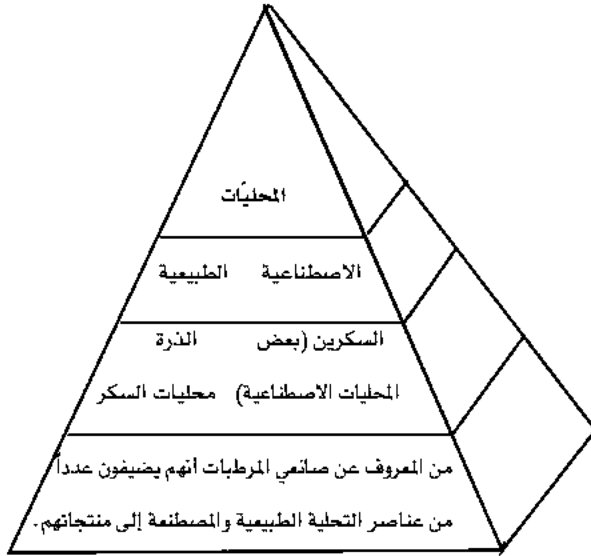 المحليّات
الاصطناعية الطبيعية
السكرين (بعض الذرة
المحليات الاصطناعية) محليات السكر
من المعروف عن صانعي المرطبات أنهم يضيفون عدداً
من عناصر التحلية الطبيعية والمصطنعة إلى منتجاتهم.